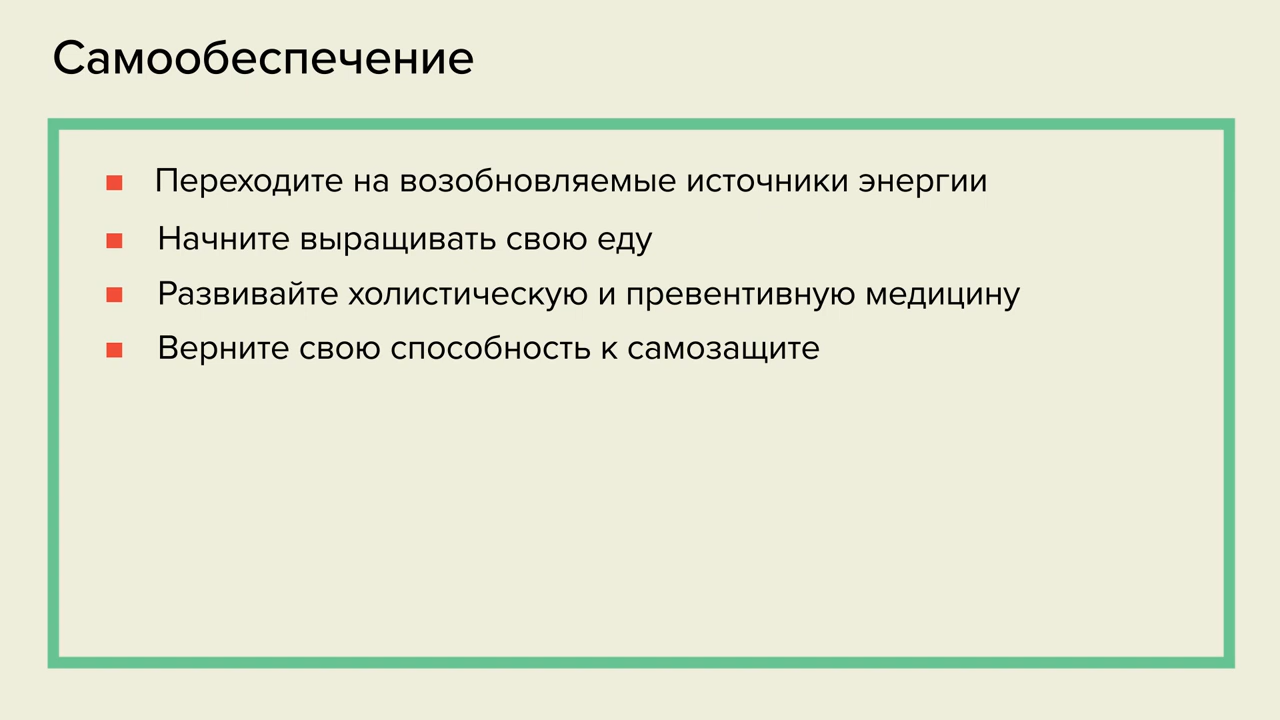 Самообеспечение
Переходите на возобновляемые источники энергии
Начните выращивать свою еду
Развивайте холистическую и превентивную медицину
Верните свою способность к самозащите